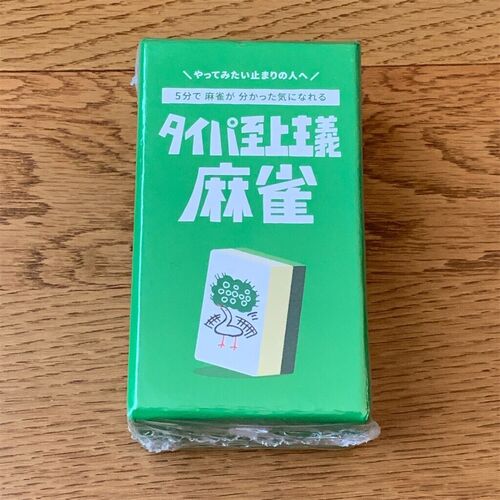 ＼やってみたい止まりの人へ／
5分で 麻雀が 分かった気になれる
タイパ至上主義
麻雀